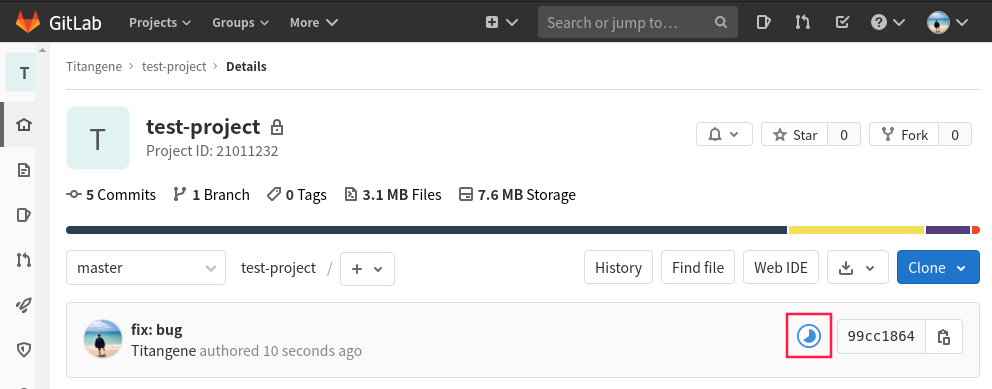 GitLab Projects Groups More Search or jump to...
T Titangene > test-project > Details
T test-project
Project ID: 21011232
Star 0 Fork 0
5 Commits 1 Branch 0 Tags 3.1 MB Files 7.6 MB Storage
master test-project / + History Find file Web IDE Clone
fix: bug
Titangene authored 10 seconds ago
99cc1864